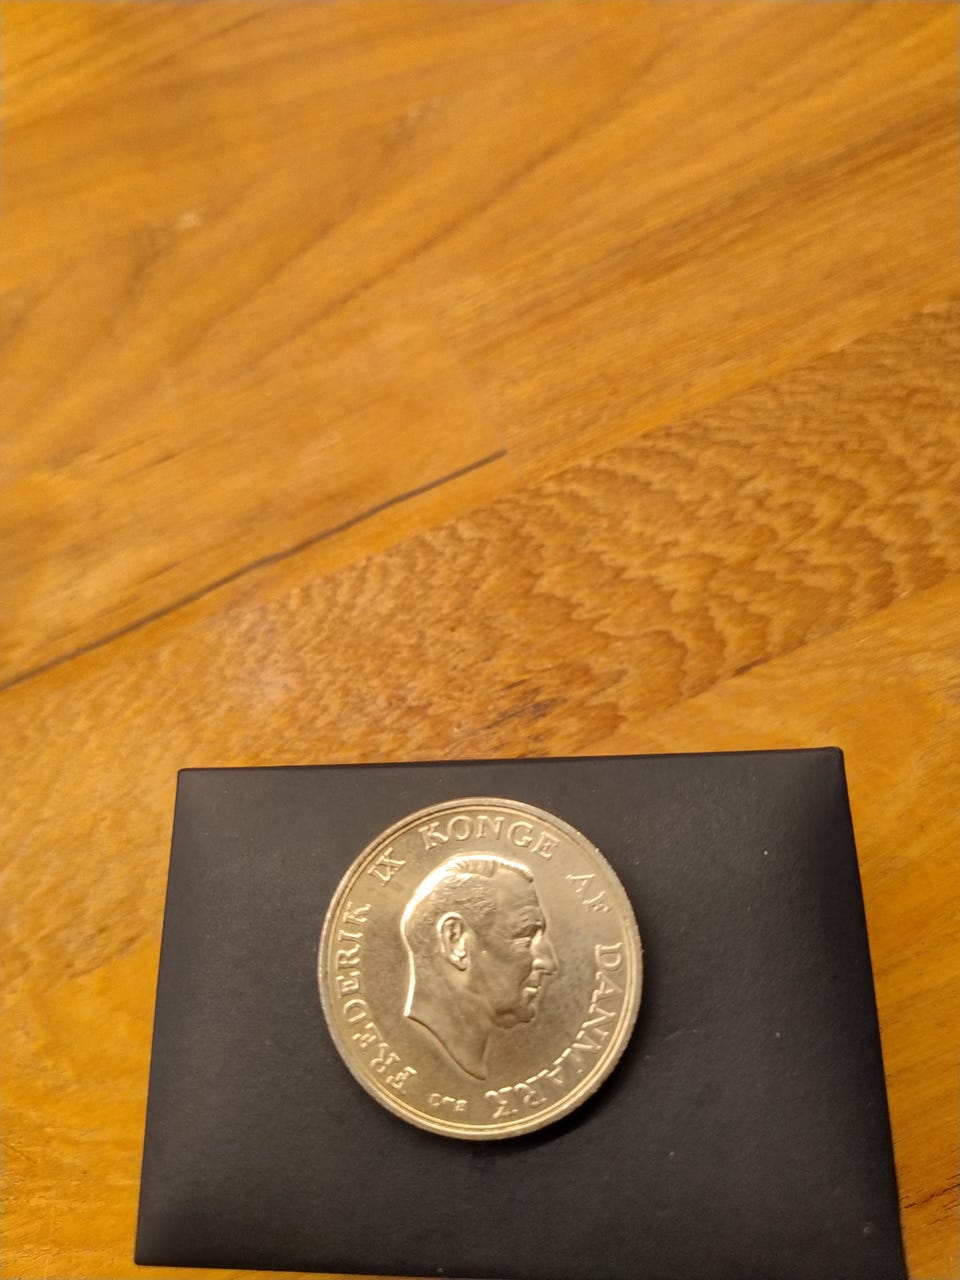 FREDERIK IX KONGE AF DANMARK